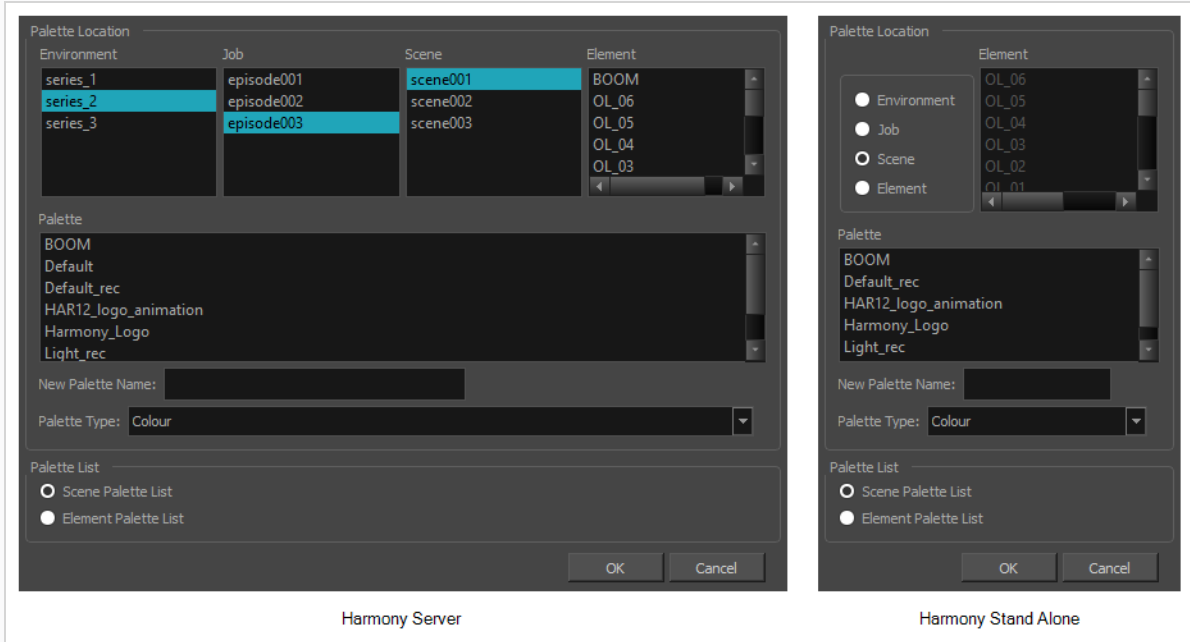 Palette Location
Environment
Job
Scene
Element
series_1
series_2
series_3
episode001
episode002
episode003
scene001
scene002
scene003
BOOM
OL_06
OL_05
OL_04
OL_03
Palette
BOOM
Default
Default_rec
HAR12_logo_animation
Harmony_Logo
Light_rec
New Palette Name:
Palette Type: Colour
Palette List
Scene Palette List
Element Palette List
OK
Cancel
Harmony Server
Palette Location
Element
Environment
Job
Scene
Element
OL_06
OL_05
OL_04
OL_03
OL_02
OL_01
Palette
BOOM
Default_rec
HAR12_logo_animation
Harmony_Logo
Light_rec
New Palette Name:
Palette Type: Colour
Palette List
Scene Palette List
Element Palette List
OK
Cancel
Harmony Stand Alone